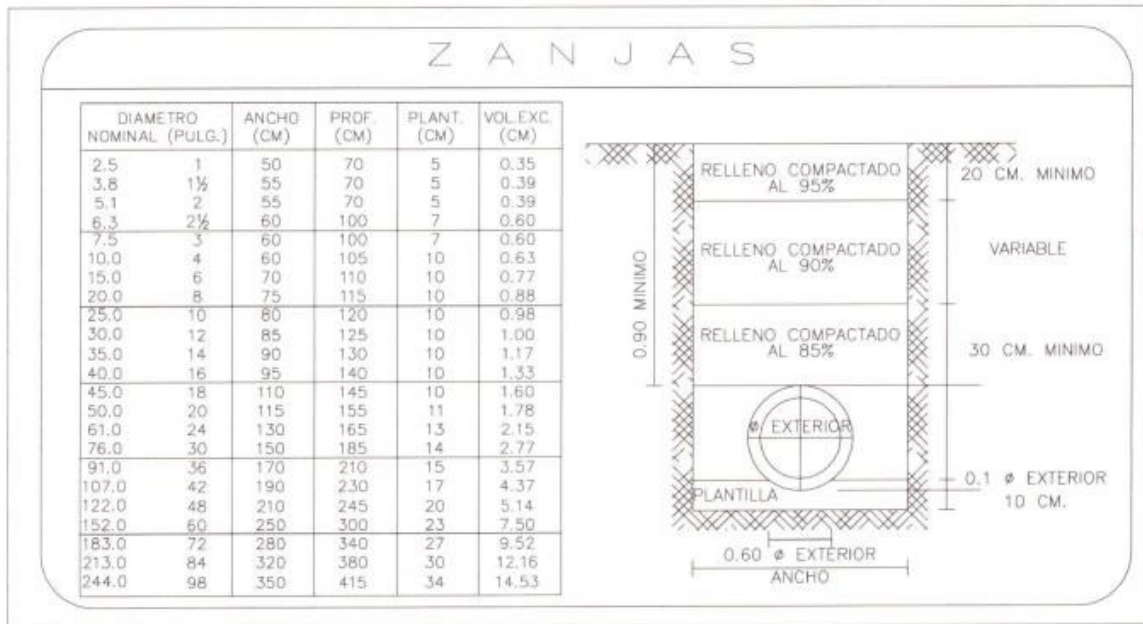 Z A N J A S
DIAMETRO NOMINAL (PULG.) ANCHO (CM) PROF. (CM) PLANT. (CM) VOL.EXC. (CM)
2.5 1 50 70 5 0.35
3.8 1½ 55 70 5 0.39
5.1 2 55 70 5 0.39
6.3 2½ 60 100 7 0.60
7.5 3 60 100 7 0.60
10.0 4 60 105 10 0.63
15.0 6 70 110 10 0.77
20.0 8 75 115 10 0.88
25.0 10 80 120 10 0.98
30.0 12 85 125 10 1.00
35.0 14 90 130 10 1.17
40.0 16 95 140 10 1.33
45.0 18 110 145 10 1.60
50.0 20 115 155 11 1.78
61.0 24 130 165 13 2.15
76.0 30 150 185 14 2.77
91.0 36 170 210 15 3.57
107.0 42 190 230 17 4.37
122.0 48 210 245 20 5.14
152.0 60 250 300 23 7.50
183.0 72 280 340 27 9.52
213.0 84 320 380 30 12.16
244.0 98 350 415 34 14.53
RELLENO COMPACTADO
AL 95%
20 CM. MINIMO
RELLENO COMPACTADO
AL 90%
VARIABLE
0.90 MINIMO
RELLENO COMPACTADO
AL 85%
30 CM. MINIMO
ø EXTERIOR
PLANTILLA
0.1 ø EXTERIOR
10 CM.
0.60 ø EXTERIOR
ANCHO